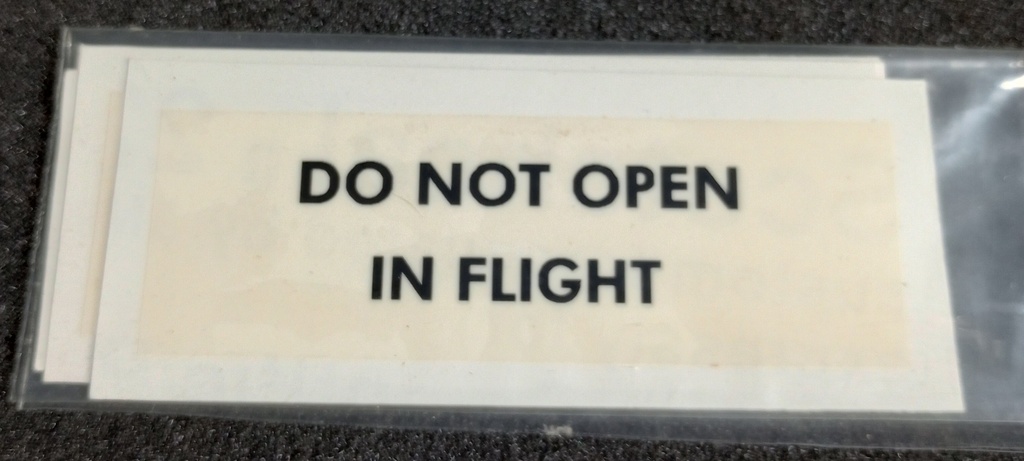 DO NOT OPEN
IN FLIGHT